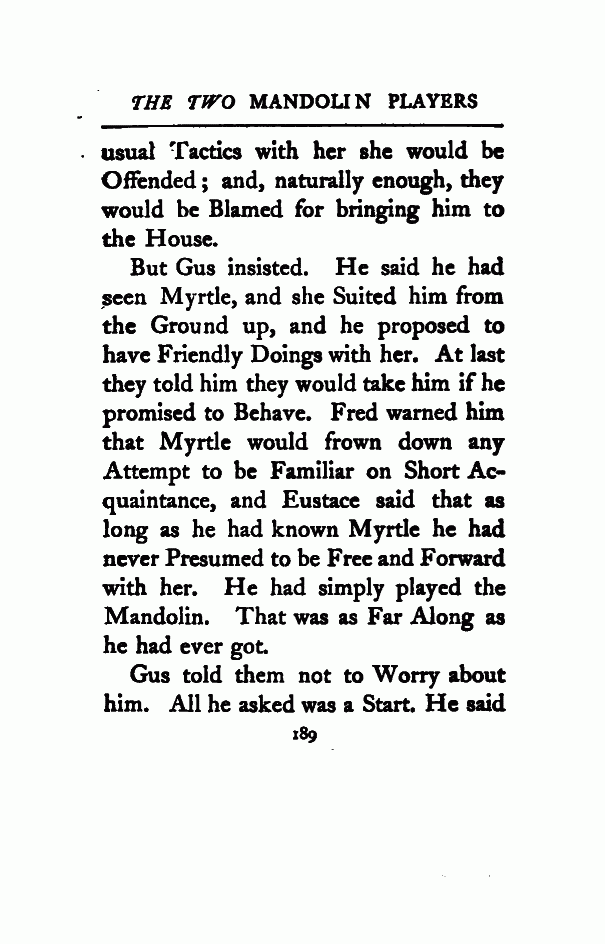 THE TWO MANDOLIN PLAYERS
usual Tactics with her she would be
Offended; and, naturally enough, they
would be Blamed for bringing him to
the House.
But Gus insisted. He said he had
seen Myrtle, and she Suited him from
the Ground up, and he proposed to
have Friendly Doings with her. At last
they told him they would take him if he
promised to Behave. Fred warned him
that Myrtle would frown down any
Attempt to be Familiar on Short Ac-
quaintance, and Eustace said that as
long as he had known Myrtle he had
never Presumed to be Free and Forward
with her. He had simply played the
Mandolin. That was as Far Along as
he had ever got.
Gus told them not to Worry about
him. All he asked was a Start. He said
189